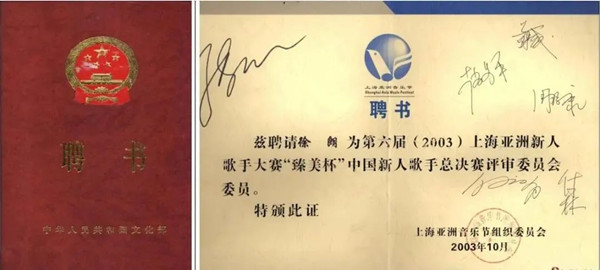 聘书
中华人民共和国文化部
上海亚洲音乐节
Shanghai Asia Music Festival
聘书
兹聘请徐朗为第六届(2003)上海亚洲新人
歌手大赛“臻美杯”中国新人歌手总决赛评审委员会
委员。
特颁此证
上海亚洲音乐节组织委员会
2003年10月